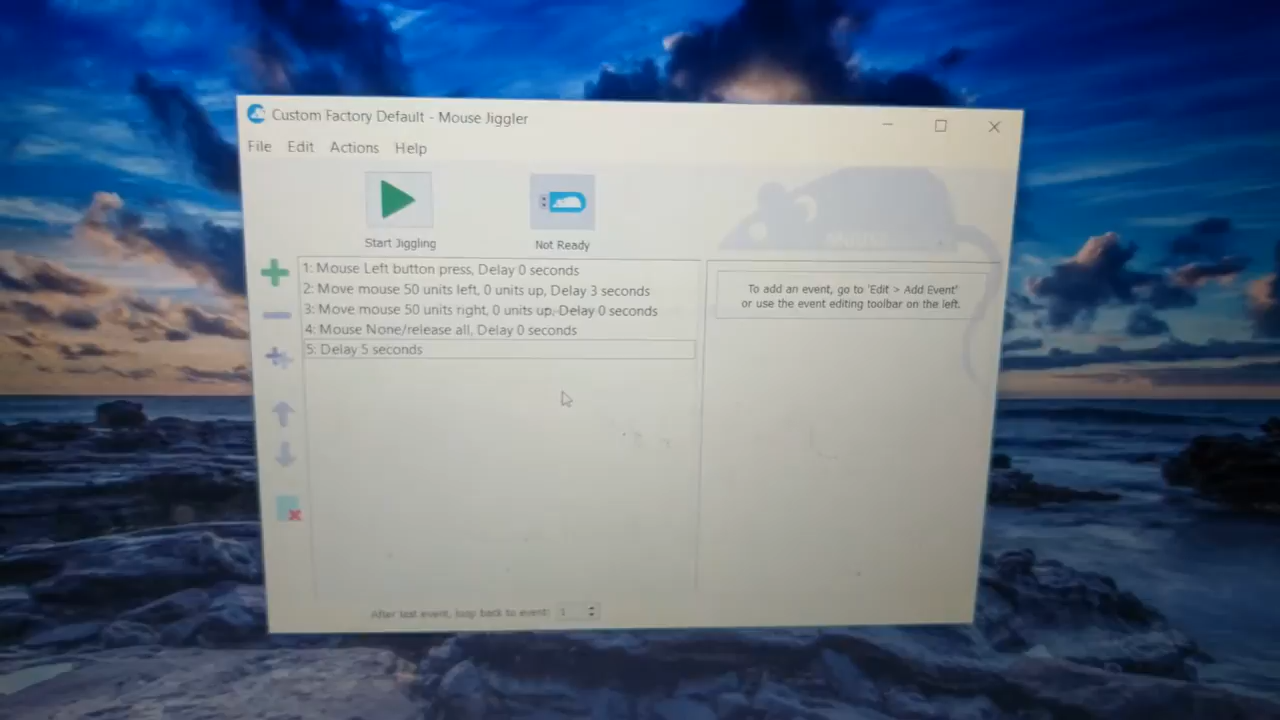 Custom Factory Default - Mouse Jiggler
File Edit Actions Help
Start Jiggling
Not Ready
1: Mouse Left button press, Delay 0 seconds
2: Move mouse 50 units left, 0 units up, Delay 3 seconds
3: Move mouse 50 units right, 0 units up, Delay 0 seconds
4: Mouse None/release all, Delay 0 seconds
5: Delay 5 seconds
To add an event, go to 'Edit > Add Event'
or use the event editing toolbar on the left.
After last event, loop back to event: 1